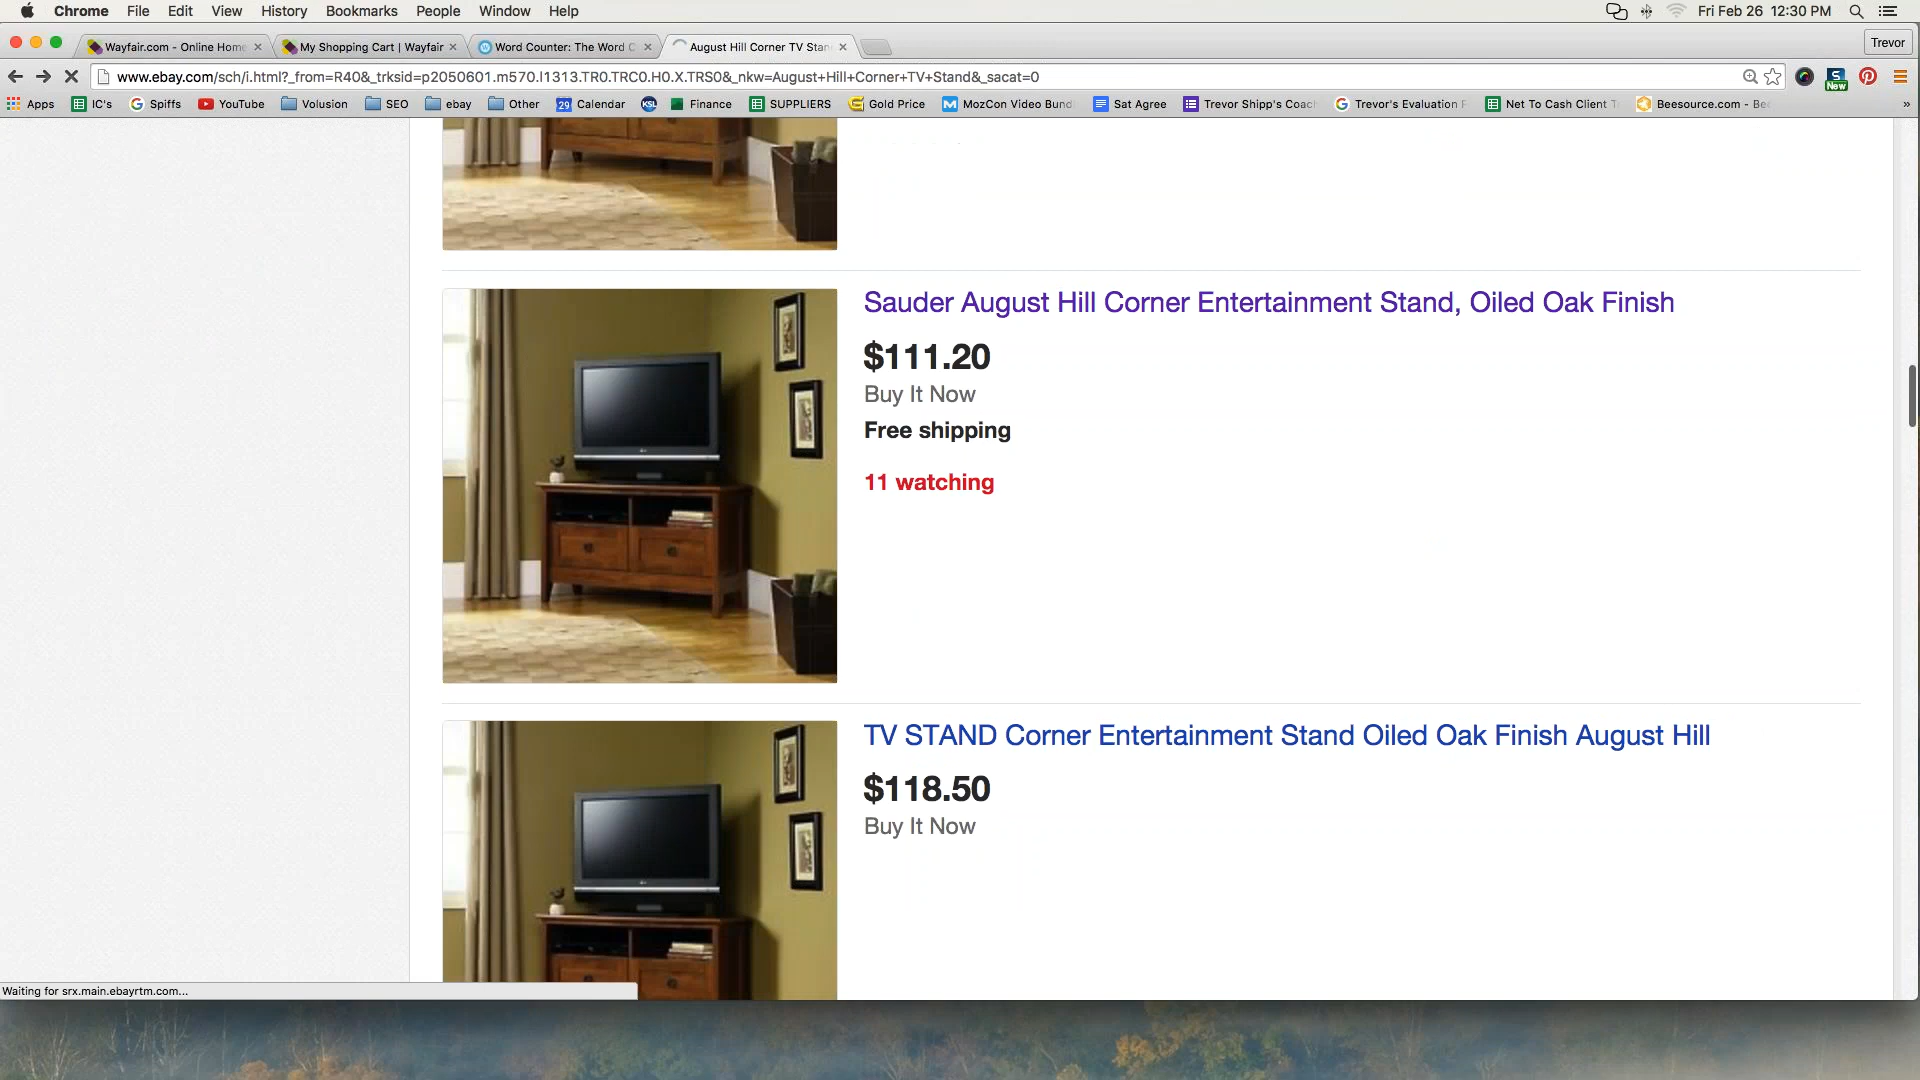 Chrome File Edit View History Bookmarks People Window Help Fri Feb 26 12:30 PM
Wayfair.com - Online Home My Shopping Cart | Wayfair Word Counter: The Word C August Hill Corner TV Stan Trevor
www.ebay.com/sch/i.html?_from=R40&_trksid=p2050601.m570.l1313.TR0.TRC0.H0.X.TRS0&_nkw=August+Hill+Corner+TV+Stand&_sacat=0 S New
Apps IC's Spiffs YouTube Volusion SEO ebay Other 29 Calendar KSL Finance SUPPLIERS Gold Price MozCon Video Bund Sat Agree Trevor Shipp's Coac Trevor's Evaluation F Net To Cash Client T Beesource.com - Be »
Sauder August Hill Corner Entertainment Stand, Oiled Oak Finish
$111.20
Buy It Now
Free shipping
11 watching
TV STAND Corner Entertainment Stand Oiled Oak Finish August Hill
$118.50
Buy It Now
Waiting for srx.main.ebayrtm.com...